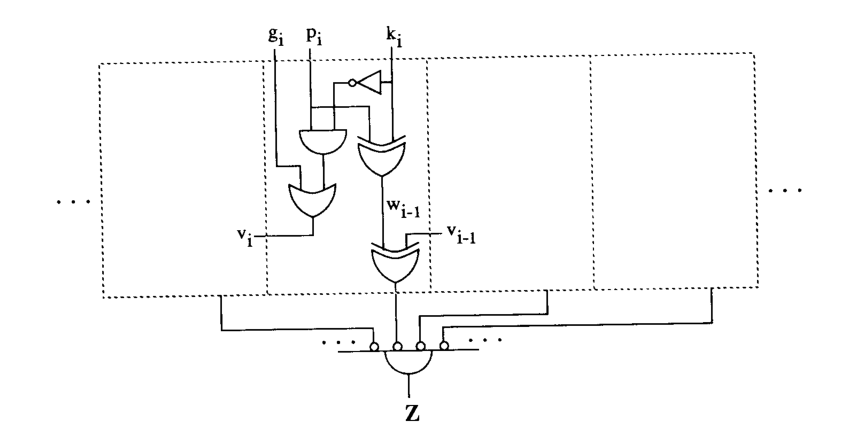 g_i p_i k_i
. . . . . .
w_{i-1}
v_i v_{i-1}
. . . . . .
Z